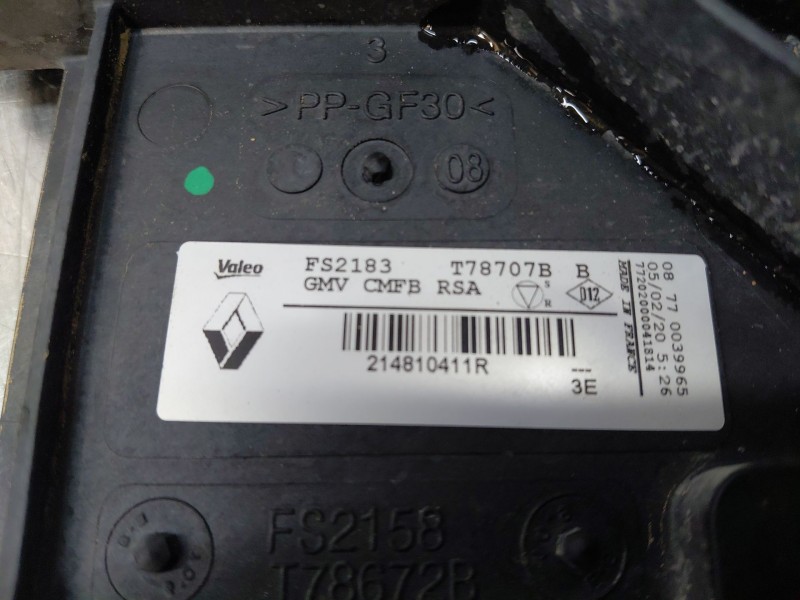 3
>PP-GF30<
08
Valeo FS2183 T78707B B
GMV CMFB RSA S R D12
214810411R
---
3E
MADE IN FRANCE
77202000041814
05/02/20 5:26
08 77 0039965
FS2158
T78672B